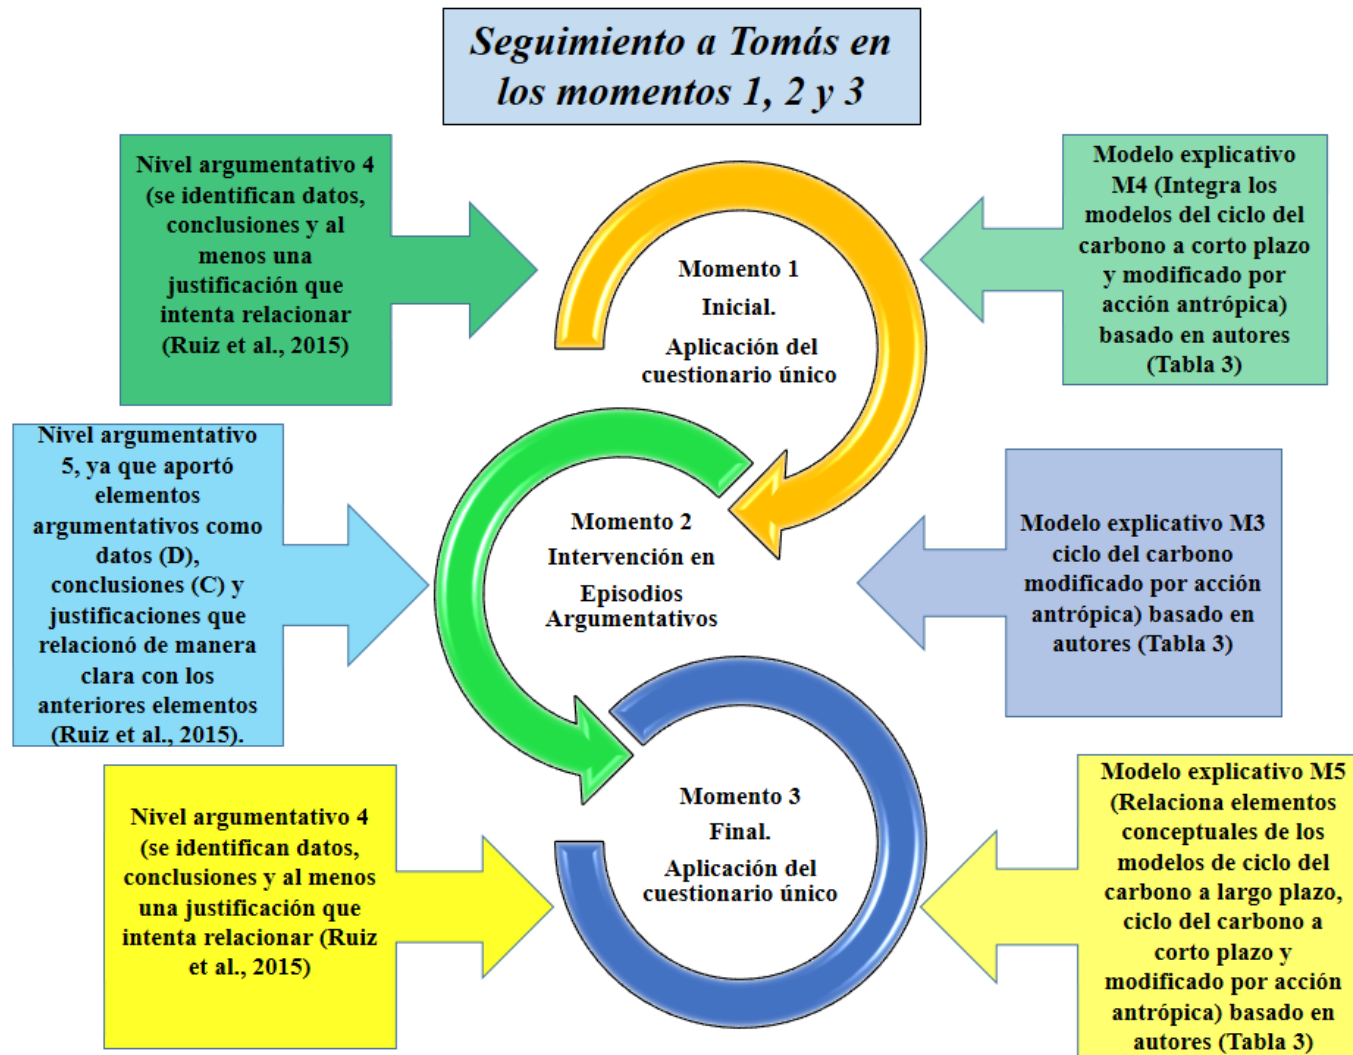 Seguimiento a Tomás en
los momentos 1, 2 y 3
Nivel argumentativo 4
(se identifican datos,
conclusiones y al
menos una
justificación que
intenta relacionar
(Ruiz et al., 2015)
Momento 1
Inicial.
Aplicación del
cuestionario único
Modelo explicativo
M4 (Integra los
modelos del ciclo del
carbono a corto plazo
y modificado por
acción antrópica)
basado en autores
(Tabla 3)
Nivel argumentativo
5, ya que aportó
elementos
argumentativos como
datos (D),
conclusiones (C) y
justificaciones que
relacionó de manera
clara con los
anteriores elementos
(Ruiz et al., 2015).
Momento 2
Intervención en
Episodios
Argumentativos
Modelo explicativo M3
ciclo del carbono
modificado por acción
antrópica) basado en
autores (Tabla 3)
Nivel argumentativo 4
(se identifican datos,
conclusiones y al menos
una justificación que
intenta relacionar (Ruiz
et al., 2015)
Momento 3
Final.
Aplicación del
cuestionario único
Modelo explicativo M5
(Relaciona elementos
conceptuales de los
modelos de ciclo del
carbono a largo plazo,
ciclo del carbono a
corto plazo y
modificado por acción
antrópica) basado en
autores (Tabla 3)